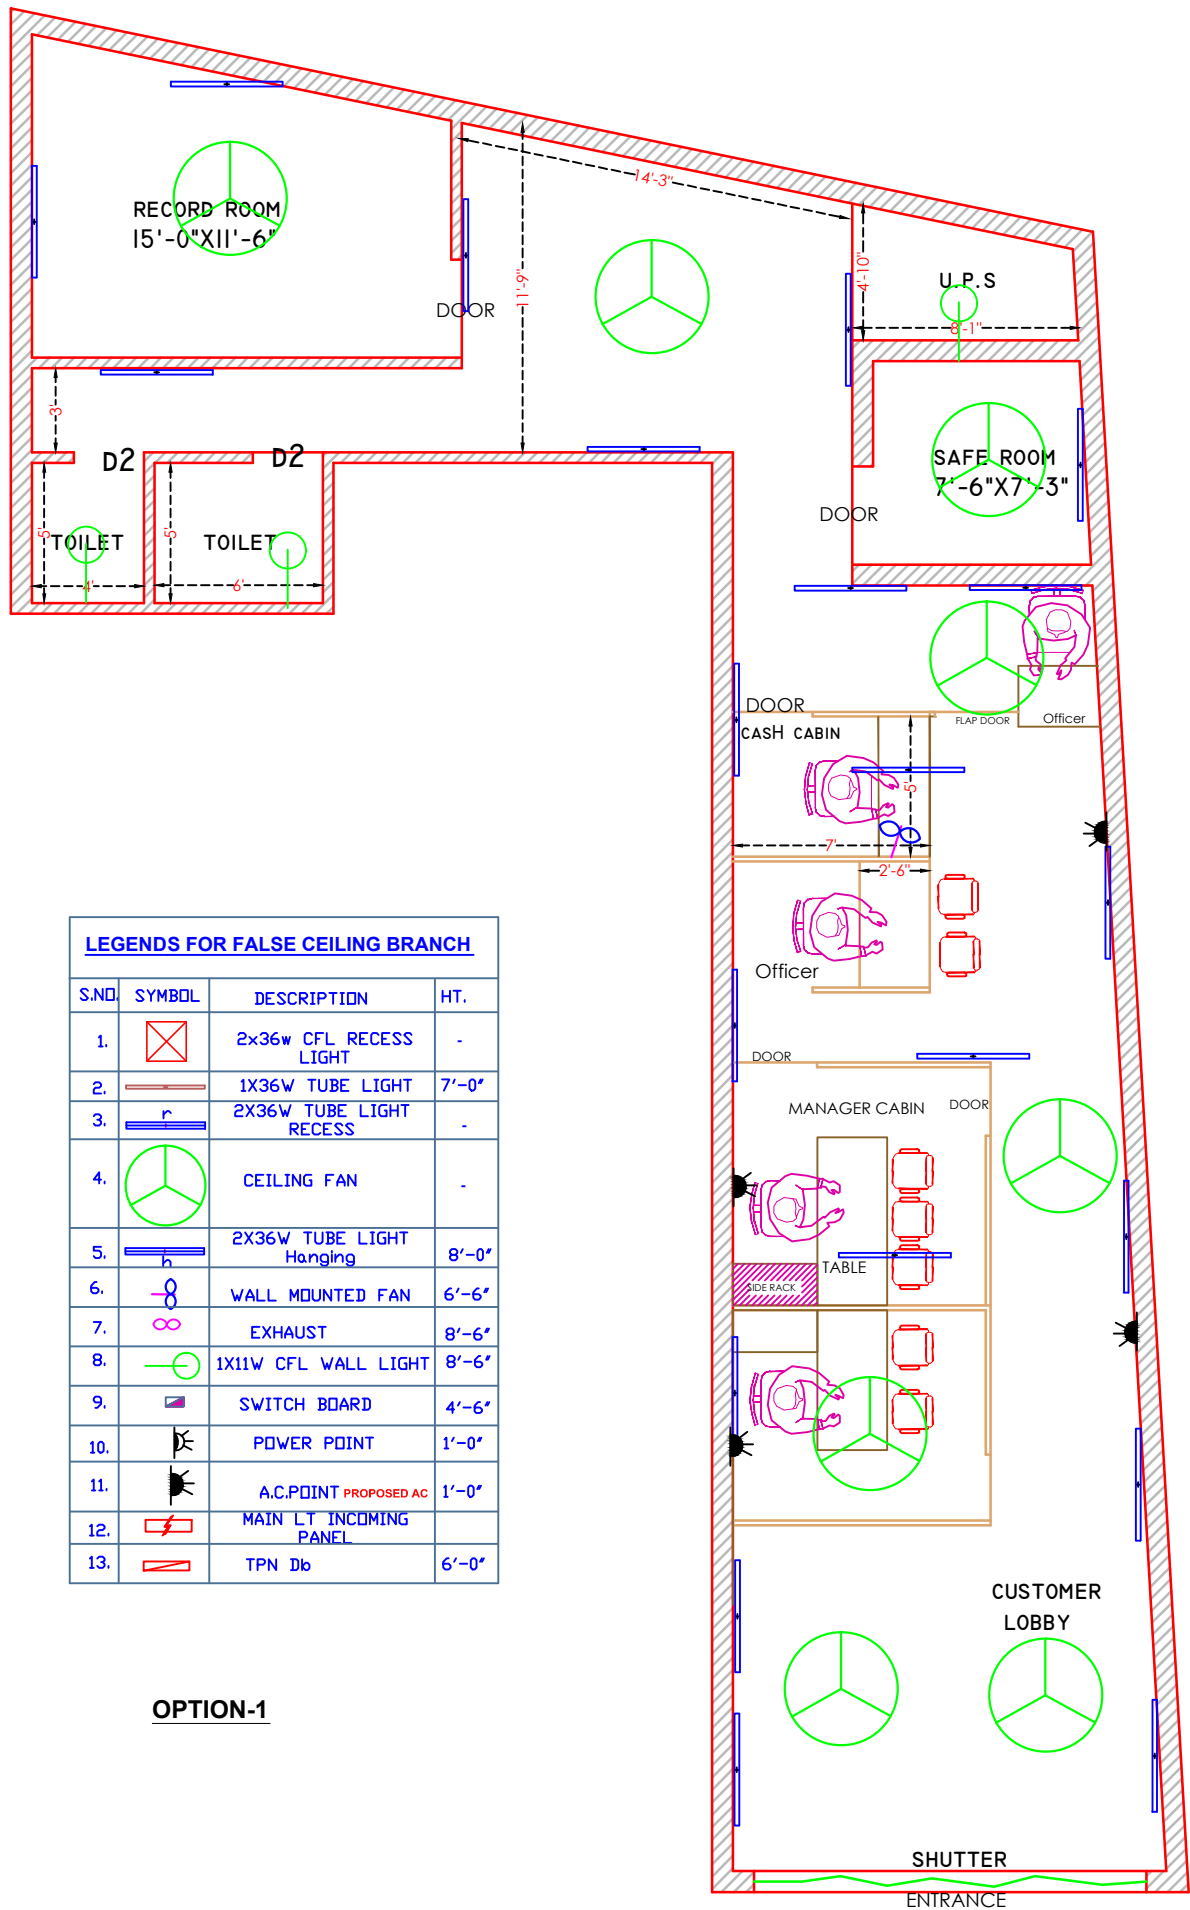 14'-3"
RECORD ROOM
15'-0"X11'-6"
11'-9"
4'-10"
U.P.S
8'-1"
DOOR
3'
D2
D2
SAFE ROOM
7'-6"X7'-3"
DOOR
5'
TOILET
5'
TOILET
4'
6'
DOOR
FLAP DOOR
Officer
CASH CABIN
5'
7'
2'-6"
Officer
DOOR
MANAGER CABIN
DOOR
TABLE
SIDE RACK
LEGENDS FOR FALSE CEILING BRANCH
S.NO. SYMBOL DESCRIPTION HT.
1. 2x36w CFL RECESS LIGHT -
2. 1X36W TUBE LIGHT 7'-0"
3. r 2X36W TUBE LIGHT RECESS -
4. CEILING FAN -
5. h 2X36W TUBE LIGHT Hanging 8'-0"
6. WALL MOUNTED FAN 6'-6"
7. EXHAUST 8'-6"
8. 1X11W CFL WALL LIGHT 8'-6"
9. SWITCH BOARD 4'-6"
10. POWER POINT 1'-0"
11. A.C.POINT PROPOSED AC 1'-0"
12. MAIN LT INCOMING PANEL
13. TPN Db 6'-0"
CUSTOMER
LOBBY
OPTION-1
SHUTTER
ENTRANCE